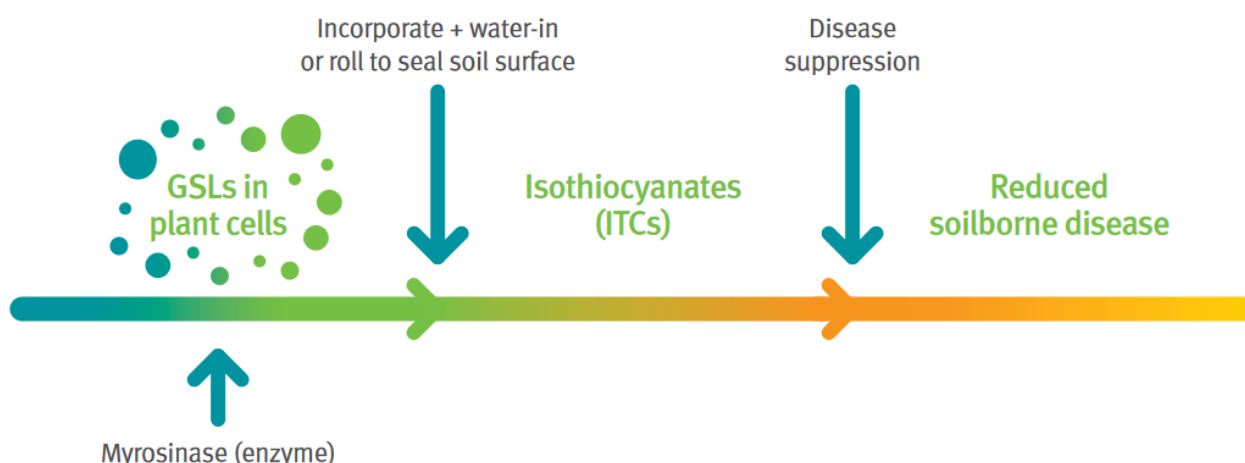 Incorporate + water-in
or roll to seal soil surface
Disease
suppression
GSLs in
plant cells
Isothiocyanates
(ITCs)
Reduced
soilborne disease
Myrosinase (enzyme)